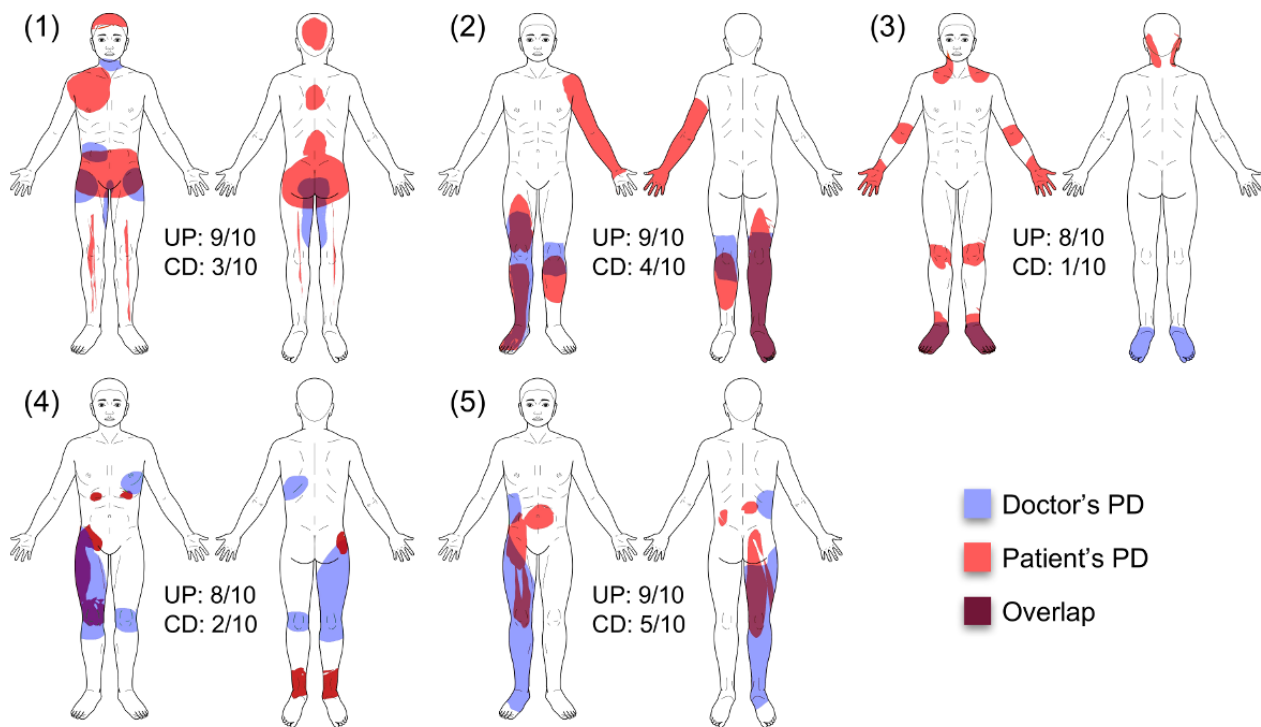 (1)
(2)
(3)
UP: 9/10
CD: 3/10
UP: 9/10
CD: 4/10
UP: 8/10
CD: 1/10
(4)
(5)
UP: 8/10
CD: 2/10
UP: 9/10
CD: 5/10
Doctor's PD
Patient's PD
Overlap